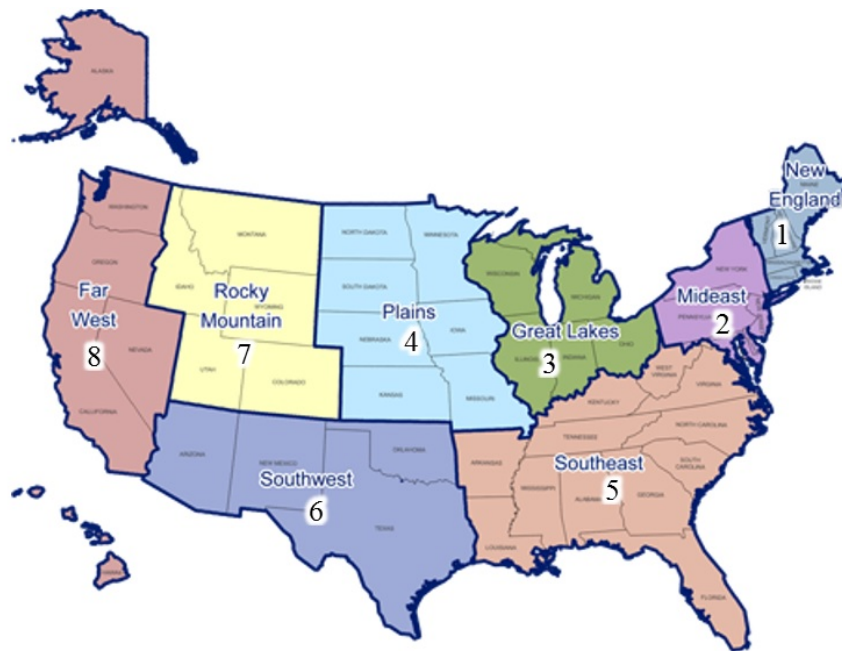 ALASKA
New
England
MAINE
1
WASHINGTON
MONTANA
NORTH DAKOTA
MINNESOTA
OREGON
IDAHO
SOUTH DAKOTA
WISCONSIN
MICHIGAN
NEW YORK
Far
West
8
Rocky
Mountain
7
WYOMING
Plains
4
Great Lakes
3
Mideast
2
NEVADA
UTAH
COLORADO
NEBRASKA
IOWA
ILLINOIS
INDIANA
OHIO
CALIFORNIA
KANSAS
MISSOURI
WEST
VIRGINIA
VIRGINIA
KENTUCKY
ARIZONA
NEW MEXICO
OKLAHOMA
ARKANSAS
TENNESSEE
NORTH CAROLINA
Southwest
6
Southeast
5
SOUTH
CAROLINA
TEXAS
MISSISSIPPI
ALABAMA
GEORGIA
LOUISIANA
FLORIDA